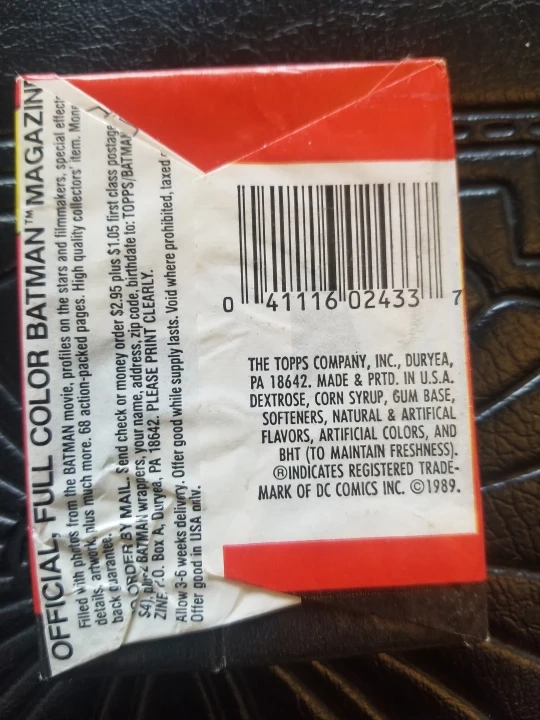 OFFICIAL, FULL COLOR BATMAN™ MAGAZIN
Filled with photos from the BATMAN movie, profiles on the stars and filmmakers, special effect
details, artwork, plus much more. 68 action-packed pages. High quality collectors' item. Mone
back guarantee.
O ORDER BY MAIL. Send check or money order $2.95 plus $1.05 first class postage
$4), plus 2 BATMAN wrappers, your name, address, zip code, birthdate to: TOPPS/BATMAN
ZINE P.O. Box A, Duryea, PA 18642. PLEASE PRINT CLEARLY.
Allow 3-6 weeks delivery. Offer good while supply lasts. Void where prohibited, taxed
Offer good in USA only.
0 41116 02433 7
THE TOPPS COMPANY, INC., DURYEA,
PA 18642. MADE & PRTD. IN U.S.A.
DEXTROSE, CORN SYRUP, GUM BASE,
SOFTENERS, NATURAL & ARTIFICAL
FLAVORS, ARTIFICIAL COLORS, AND
BHT (TO MAINTAIN FRESHNESS).
®INDICATES REGISTERED TRADE-
MARK OF DC COMICS INC. ©1989.